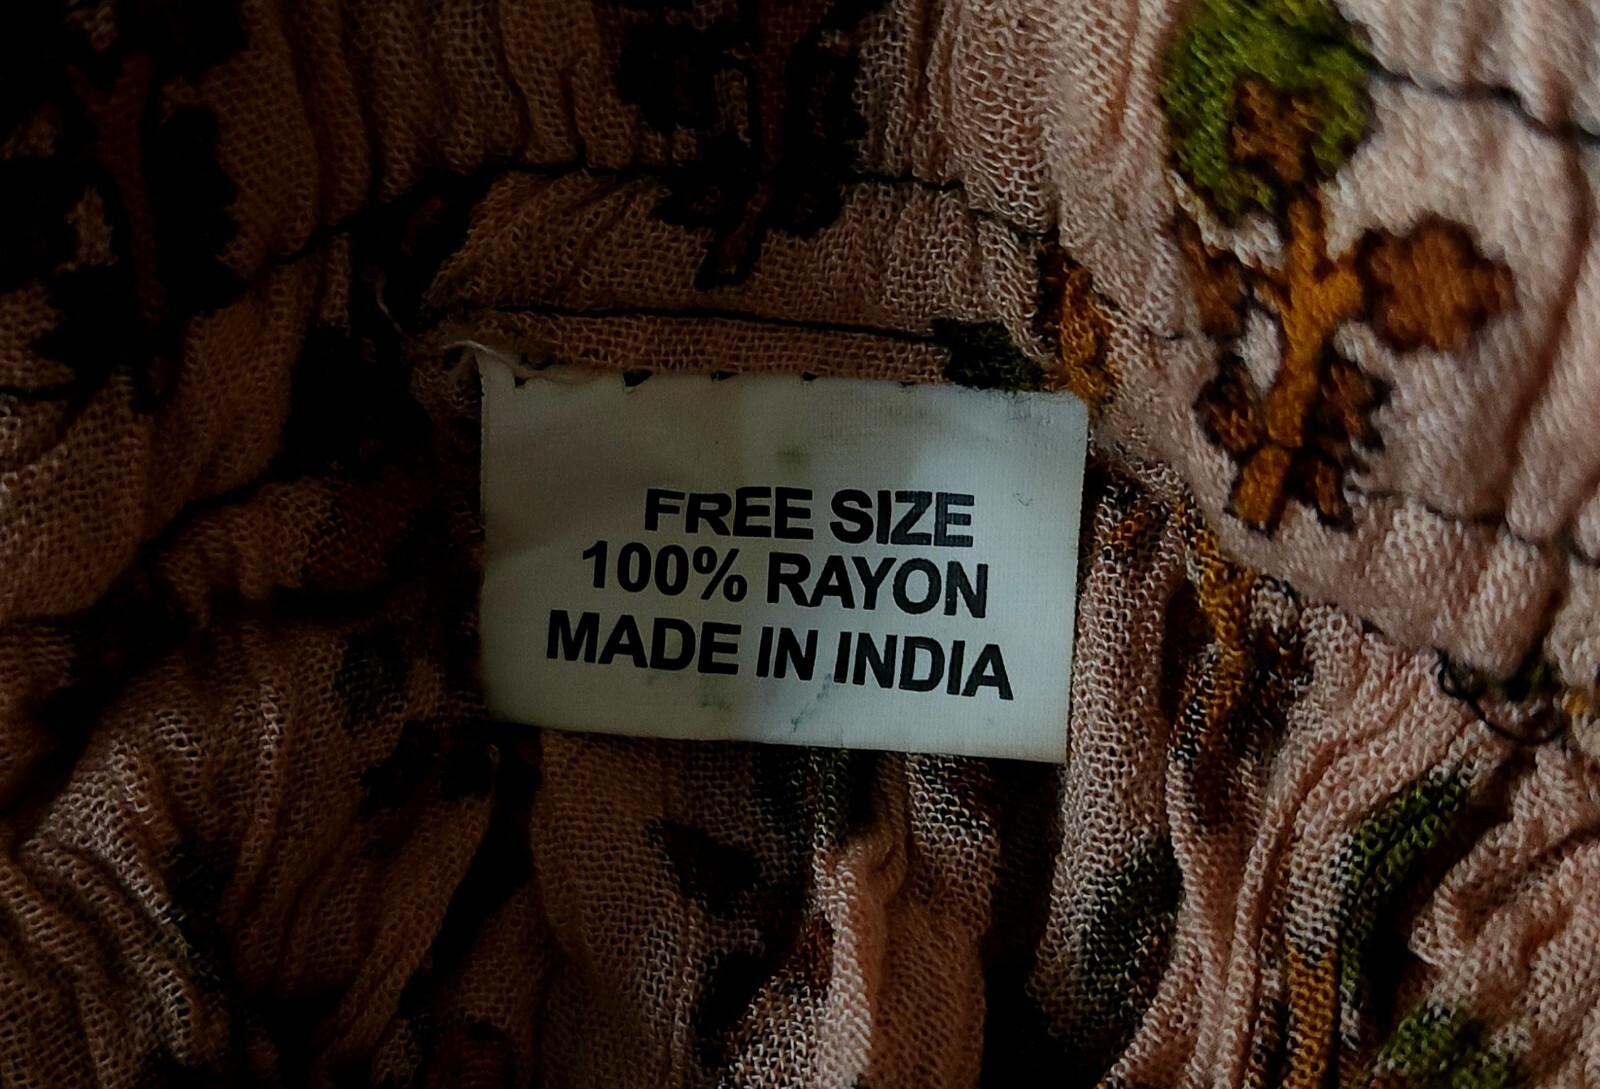 FREE SIZE
100% RAYON
MADE IN INDIA